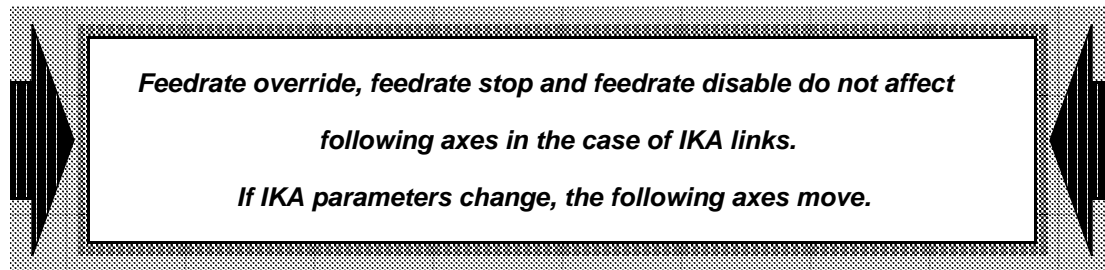 Feedrate override, feedrate stop and feedrate disable do not affect
following axes in the case of IKA links.
If IKA parameters change, the following axes move.